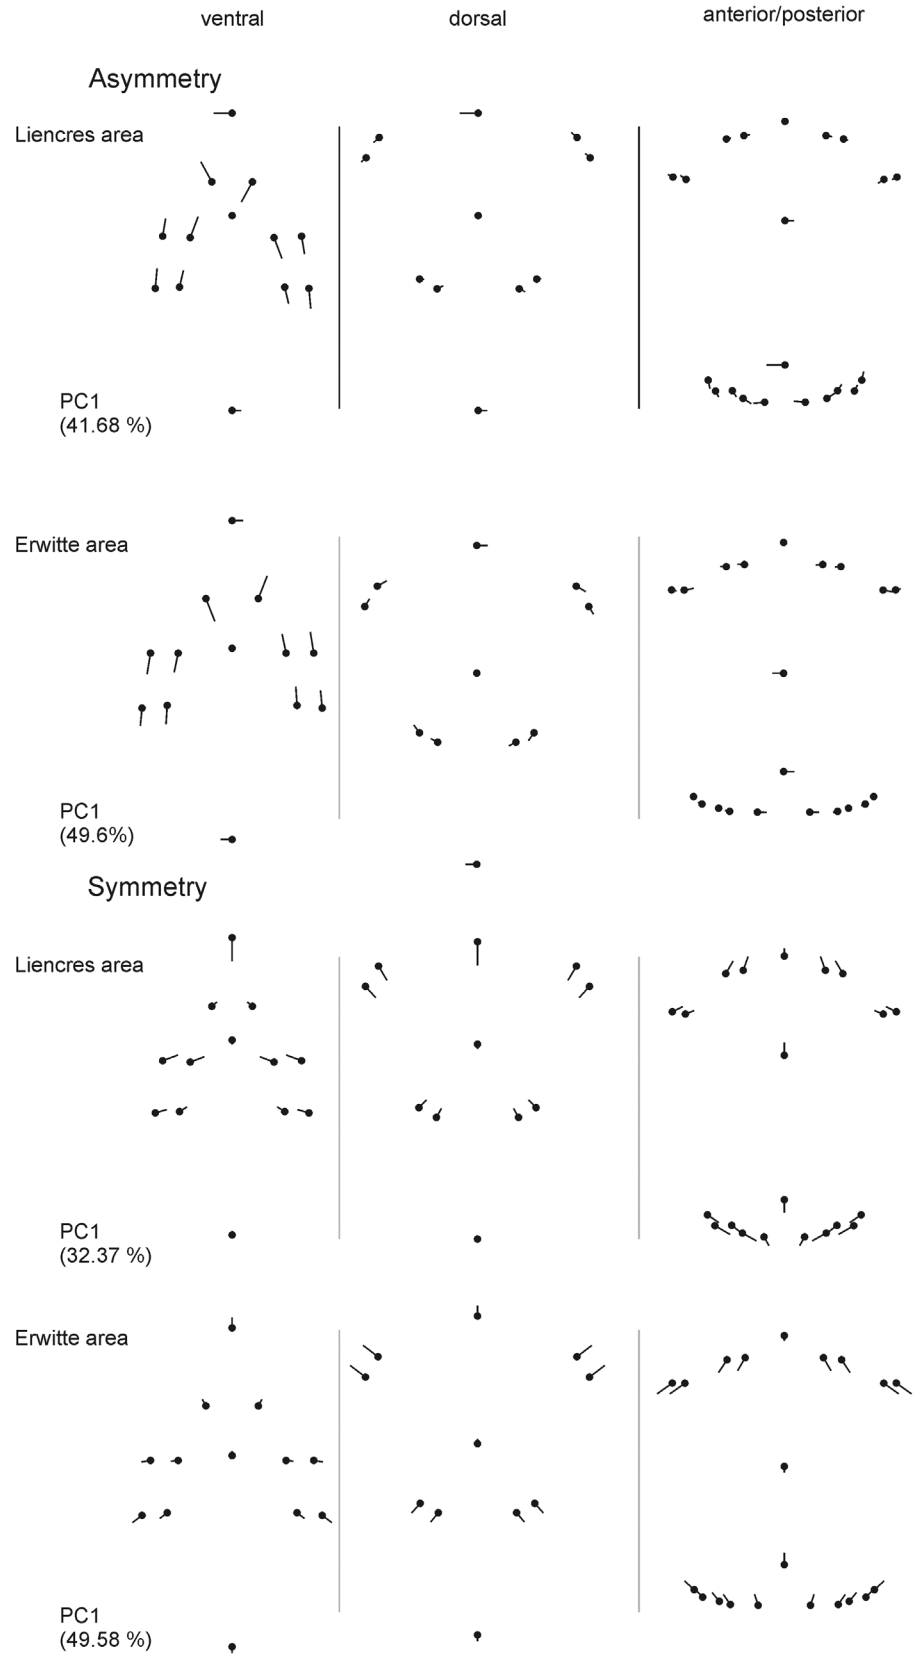 ventral dorsal anterior/posterior
Asymmetry
Liencres area
PC1
(41.68 %)
Erwitte area
PC1
(49.6%)
Symmetry
Liencres area
PC1
(32.37 %)
Erwitte area
PC1
(49.58 %)